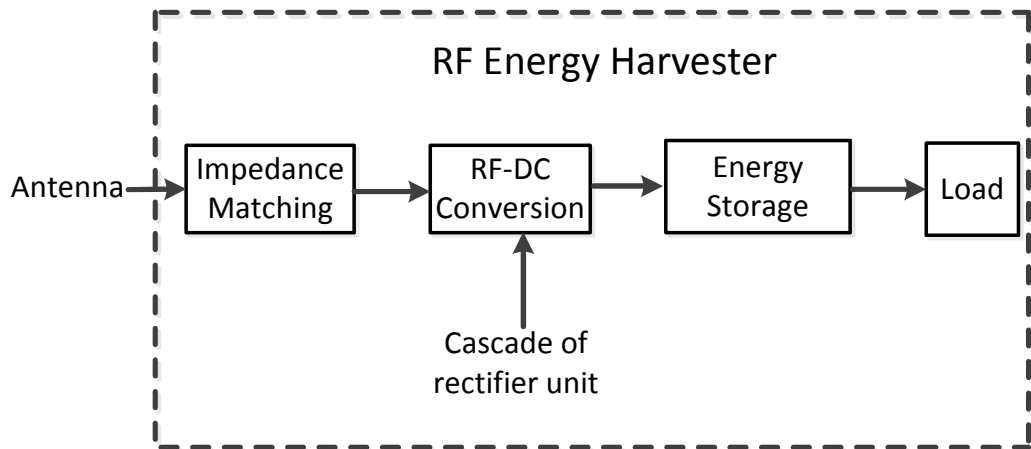 RF Energy Harvester
Antenna
Impedance
Matching
RF-DC
Conversion
Energy
Storage
Load
Cascade of
rectifier unit